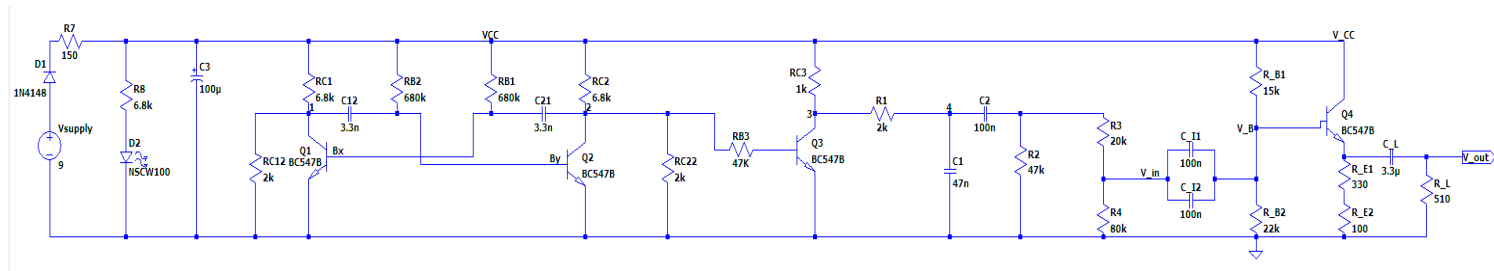 R7
150
D1
1N4148
Vsupply
9
R8
6.8k
D2
NSCW100
C3
100µ
VCC
RC1
6.8k
C12
3.3n
RB2
680k
RB1
680k
C21
3.3n
RC2
6.8k
1
2
RC12
2k
Q1
BC547B
Bx
By
Q2
BC547B
RC22
2k
RB3
47K
RC3
1k
3
Q3
BC547B
R1
2k
4
C1
47n
C2
100n
R2
47k
R3
20k
R4
80k
V_in
C_I1
100n
C_I2
100n
R_B1
15k
V_B
R_B2
22k
V_CC
Q4
BC547B
C_L
3.3µ
R_E1
330
R_E2
100
R_L
510
V_out